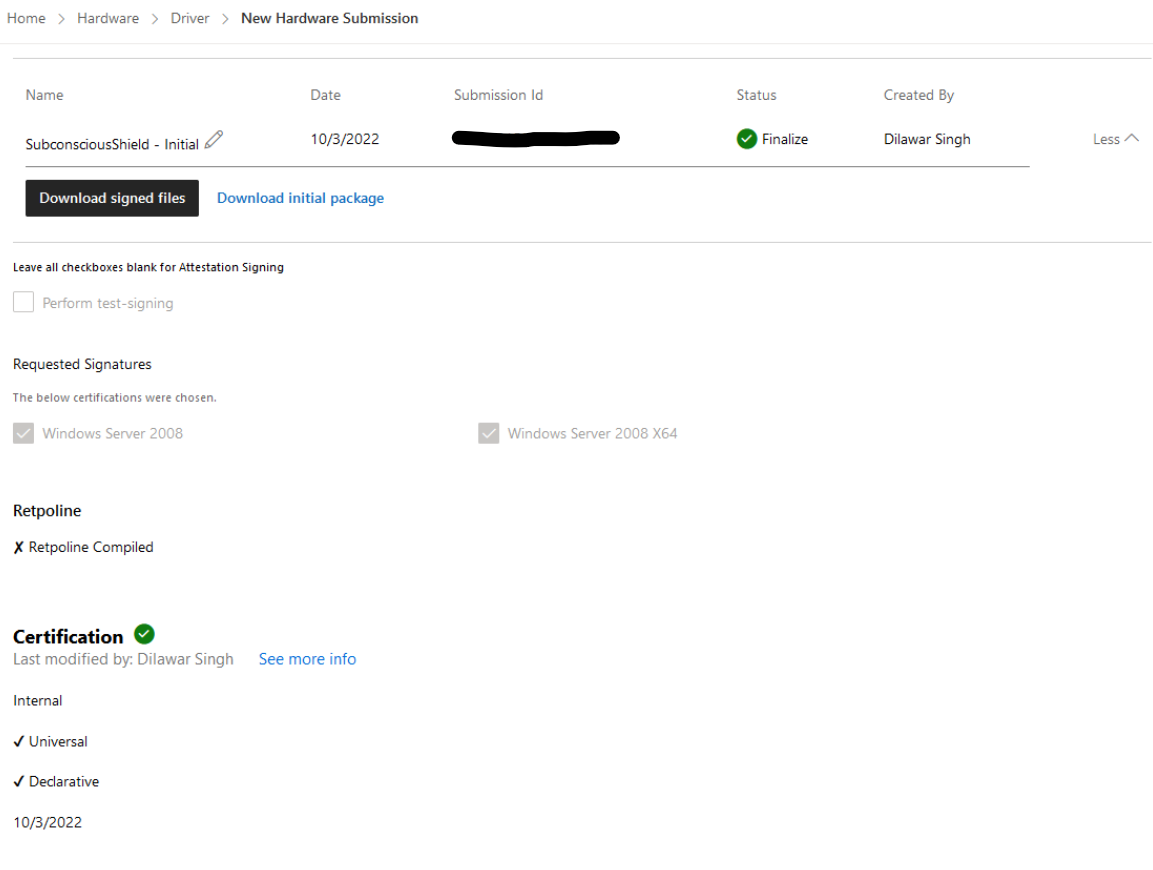 Home > Hardware > Driver > New Hardware Submission
Name Date Submission Id Status Created By
SubconsciousShield - Initial 10/3/2022 Finalize Dilawar Singh Less
Download signed files Download initial package
Leave all checkboxes blank for Attestation Signing
Perform test-signing
Requested Signatures
The below certifications were chosen.
Windows Server 2008 Windows Server 2008 X64
Retpoline
✗ Retpoline Compiled
Certification
Last modified by: Dilawar Singh See more info
Internal
✓ Universal
✓ Declarative
10/3/2022